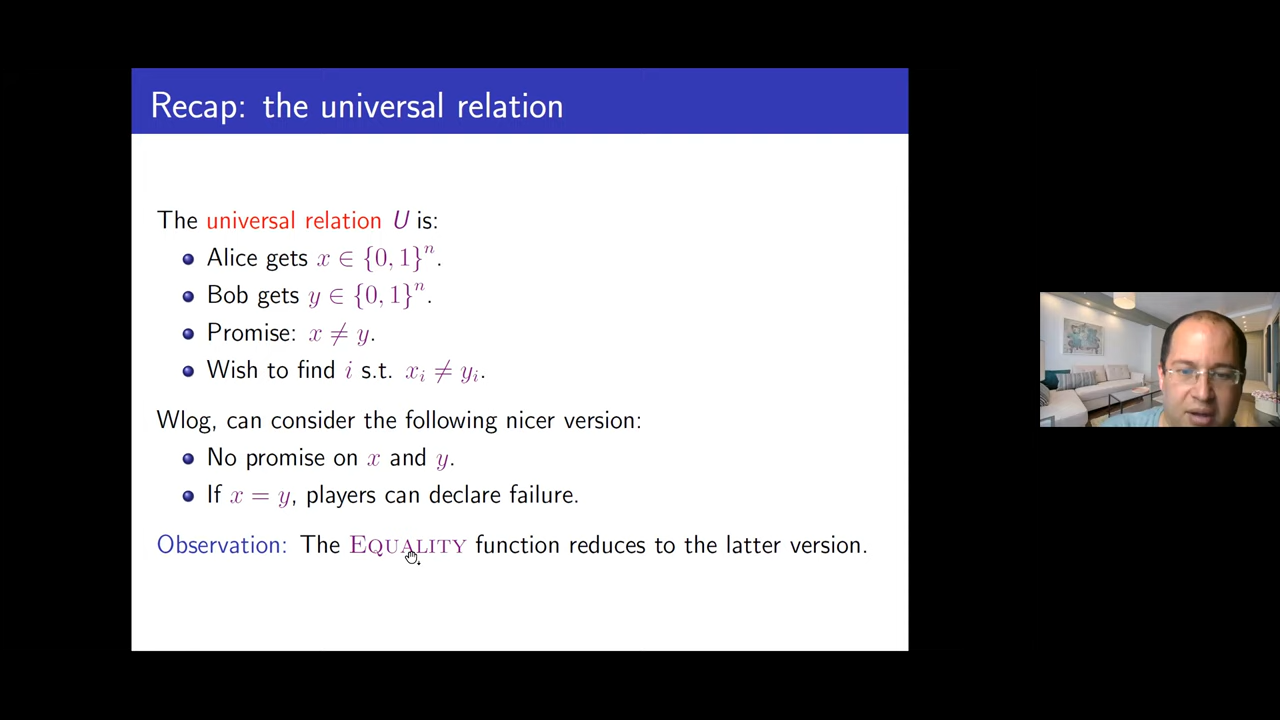 Recap: the universal relation
The universal relation U is:
Alice gets x ∈ {0, 1}ⁿ.
Bob gets y ∈ {0, 1}ⁿ.
Promise: x ≠ y.
Wish to find i s.t. xᵢ ≠ yᵢ.
Wlog, can consider the following nicer version:
No promise on x and y.
If x = y, players can declare failure.
Observation: The EQUALITY function reduces to the latter version.